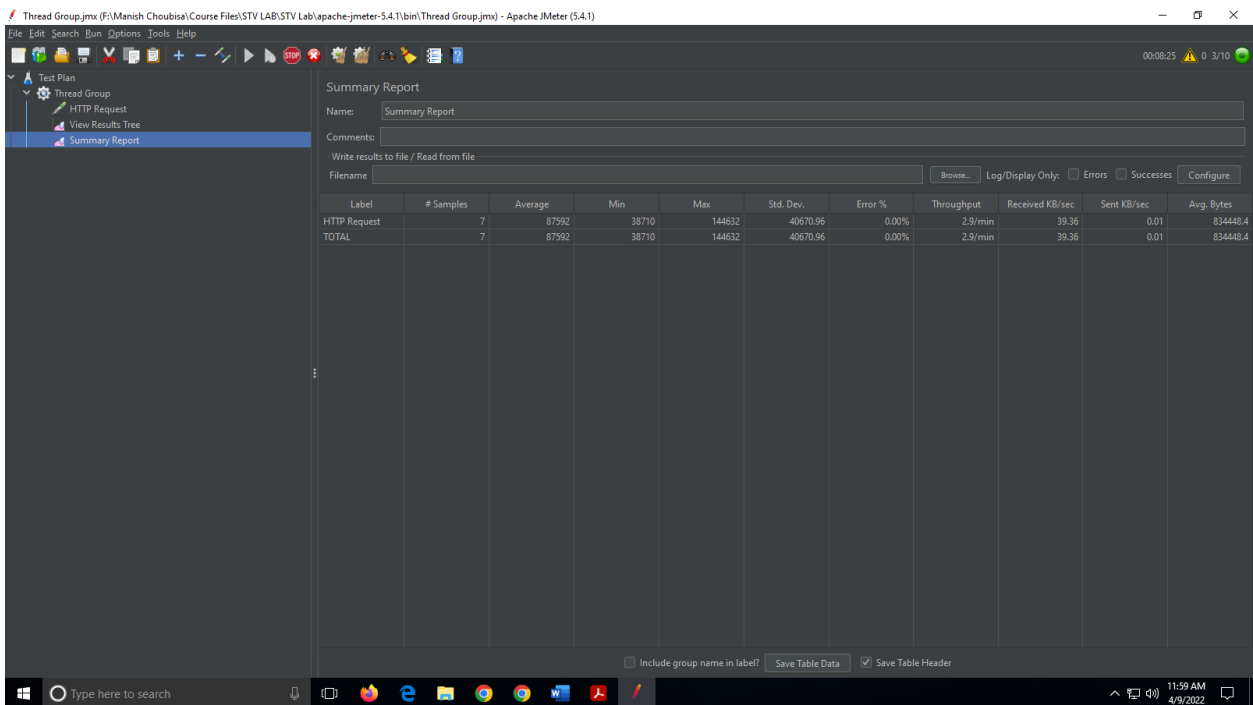 Thread Group.jmx (F:\Manish Choubisa\Course Files\STV LAB\STV Lab\apache-jmeter-5.4.1\bin\Thread Group.jmx) - Apache JMeter (5.4.1)
File Edit Search Run Options Tools Help
STOP ? 00:08:25 0 3/10
Test Plan
Thread Group
HTTP Request
View Results Tree
Summary Report
Summary Report
Name: Summary Report
Comments:
Write results to file / Read from file
Filename Browse... Log/Display Only: Errors Successes Configure
Label # Samples Average Min Max Std. Dev. Error % Throughput Received KB/sec Sent KB/sec Avg. Bytes
HTTP Request 7 87592 38710 144632 40670.96 0.00% 2.9/min 39.36 0.01 834448.4
TOTAL 7 87592 38710 144632 40670.96 0.00% 2.9/min 39.36 0.01 834448.4
Include group name in label? Save Table Data Save Table Header
Type here to search
11:59 AM
4/9/2022